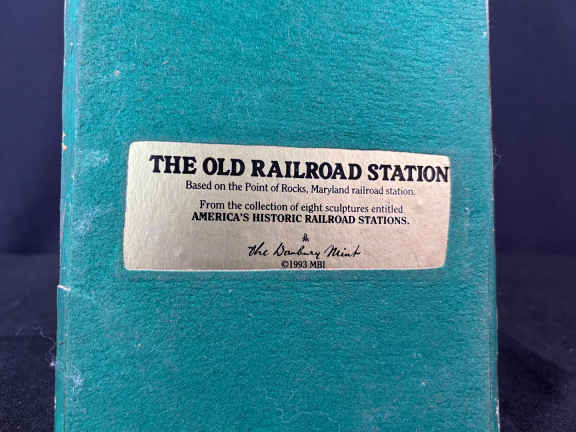 THE OLD RAILROAD STATION
Based on the Point of Rocks, Maryland railroad station.
From the collection of eight sculptures entitled
AMERICA'S HISTORIC RAILROAD STATIONS.
The Danbury Mint
©1993 MBI